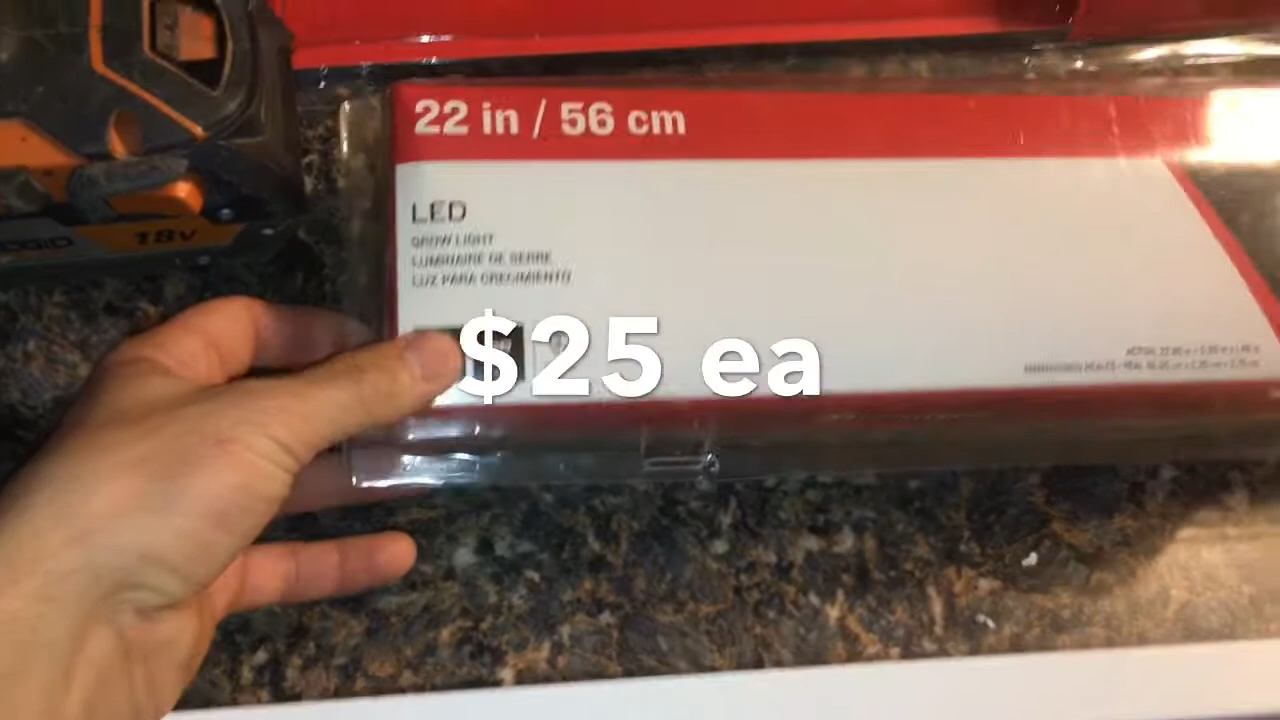 22 in / 56 cm
LED
GROW LIGHT
LUMINAIRE DE SERRE
LUZ PARA CRECIMIENTO
18V
$25 ea